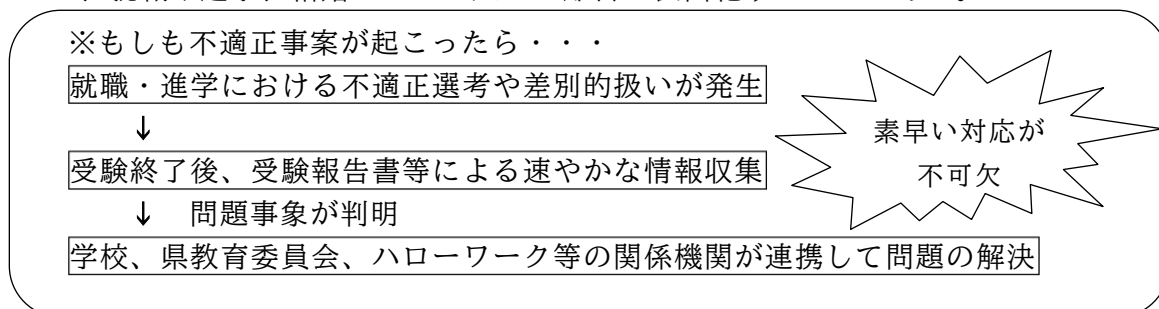 ※もしも不適正事案が起こったら・・・
就職・進学における不適正選考や差別的扱いが発生
↓
受験終了後、受験報告書等による速やかな情報収集
↓ 問題事象が判明
学校、県教育委員会、ハローワーク等の関係機関が連携して問題の解決
素早い対応が
不可欠